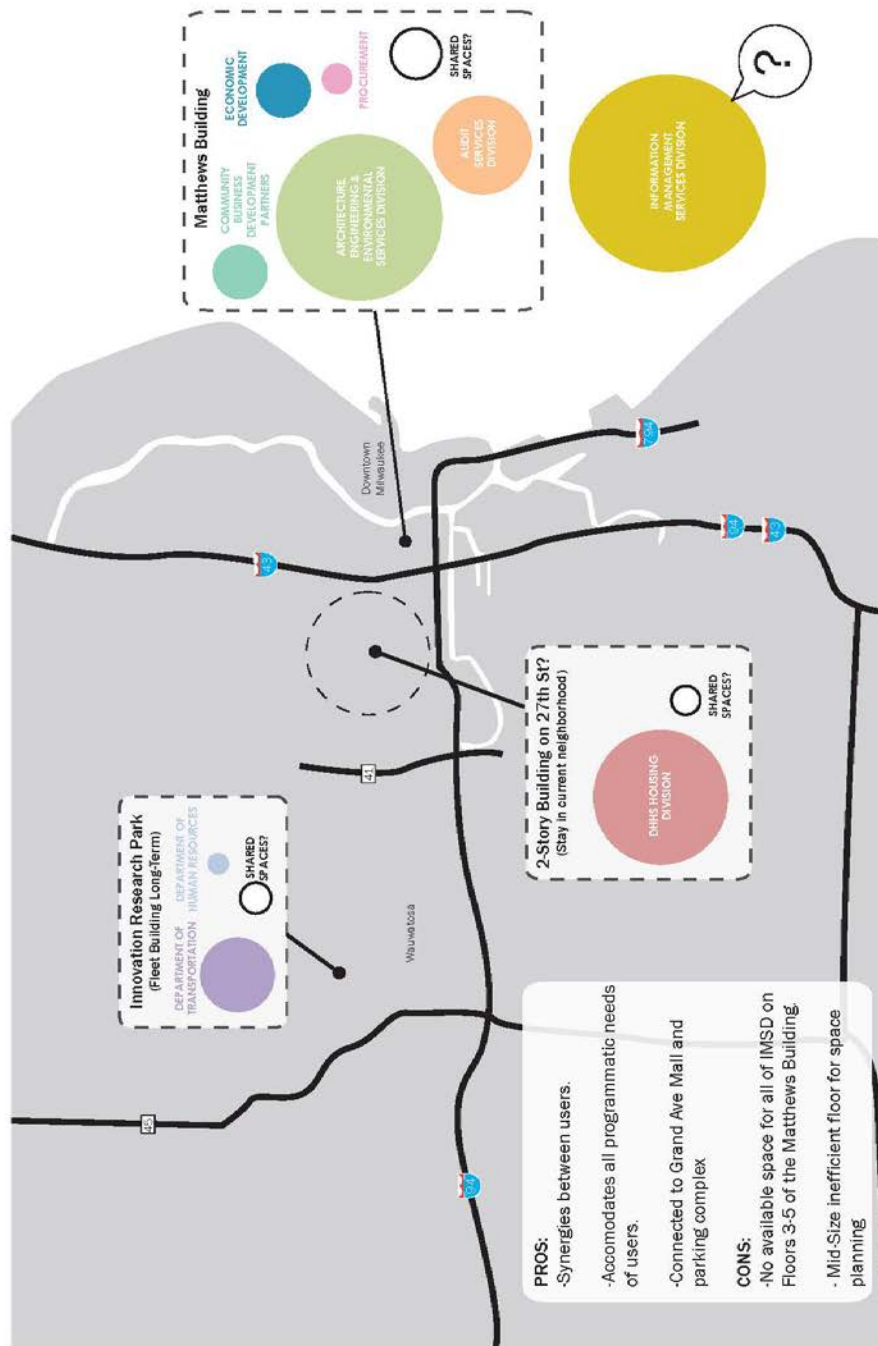 Innovation Research Park
(Fleet Building Long-Term)
DEPARTMENT OF
TRANSPORTATION
DEPARTMENT OF
HUMAN RESOURCES
SHARED
SPACES?
Matthews Building
COMMUNITY
BUSINESS
DEVELOPMENT
PARTNERS
ECONOMIC
DEVELOPMENT
PROCUREMENT
ARCHITECTURE
ENGINEERING &
ENVIRONMENTAL
SERVICES DIVISION
AUDIT
SERVICES
DIVISION
SHARED
SPACES?
INFORMATION
MANAGEMENT
SERVICES DIVISION
?
2-Story Building on 27th St?
(Stay in current neighborhood)
DHHS HOUSING
DIVISION
SHARED
SPACES?
45
41
43
94
794
94
43
Wauwatosa
Downtown
Milwaukee
PROS:
-Synergies between users.
-Accomodates all programmatic needs
of users.
-Connected to Grand Ave Mall and
parking complex
CONS:
-No available space for all of IMSD on
Floors 3-5 of the Matthews Building.
- Mid-Size inefficient floor for space
planning